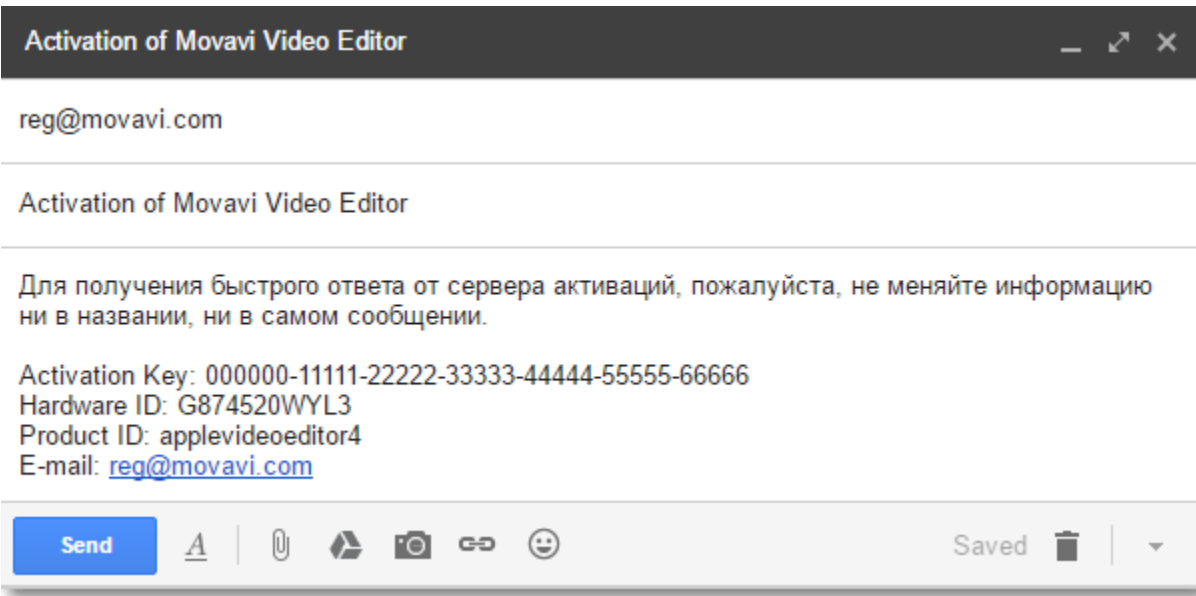 Activation of Movavi Video Editor
reg@movavi.com
Activation of Movavi Video Editor
Для получения быстрого ответа от сервера активаций, пожалуйста, не меняйте информацию
ни в названии, ни в самом сообщении.
Activation Key: 000000-11111-22222-33333-44444-55555-66666
Hardware ID: G874520WYL3
Product ID: applevideoeditor4
E-mail: reg@movavi.com
Send A Saved